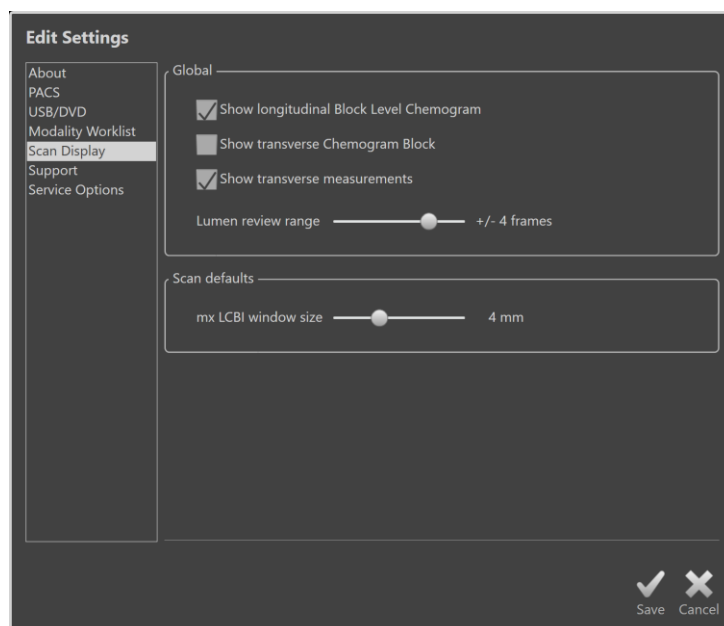 Edit Settings
About
PACS
USB/DVD
Modality Worklist
Scan Display
Support
Service Options
Global
Show longitudinal Block Level Chemogram
Show transverse Chemogram Block
Show transverse measurements
Lumen review range +/- 4 frames
Scan defaults
mx LCBI window size 4 mm
Save Cancel